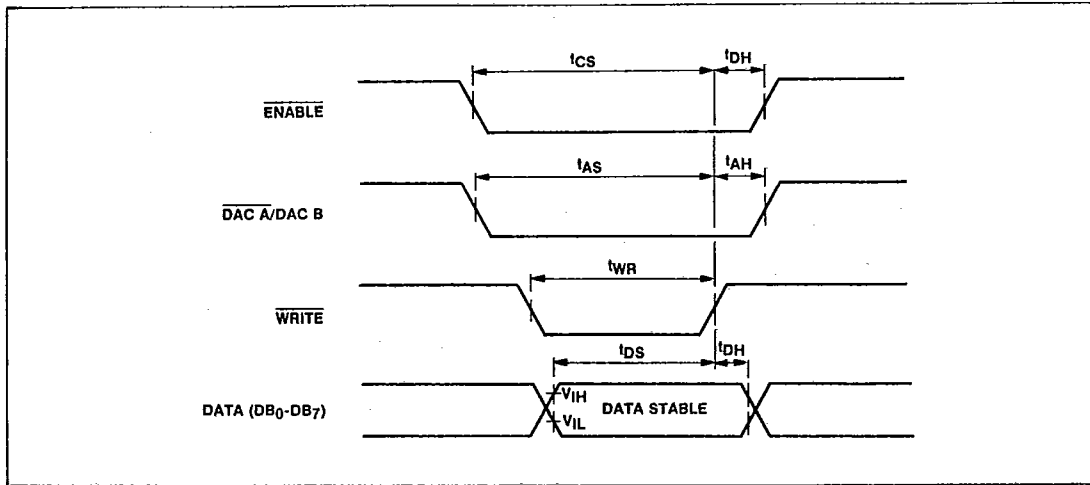 tCS tDH
ENABLE
tAS tAH
DAC A/DAC B
tWR
WRITE
tDS tDH
VIH
DATA (DB0-DB7) DATA STABLE
VIL